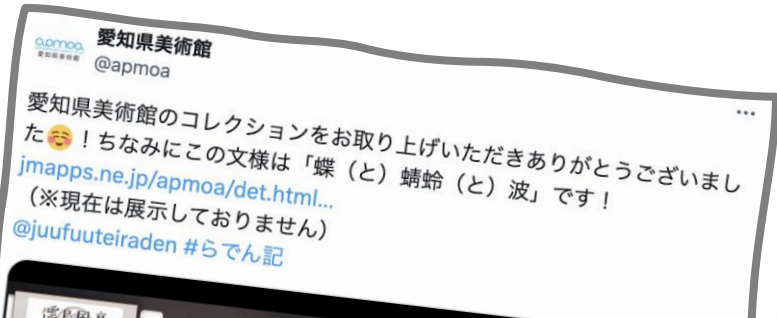 apmoa
愛知県美術館
愛知県美術館
@apmoa
愛知県美術館のコレクションをお取り上げいただきありがとうございまし
た☺️！ちなみにこの文様は「蝶（と）蜻蛉（と）波」です！
jmapps.ne.jp/apmoa/det.html...
（※現在は展示しておりません）
@juufuuteiraden #らでん記